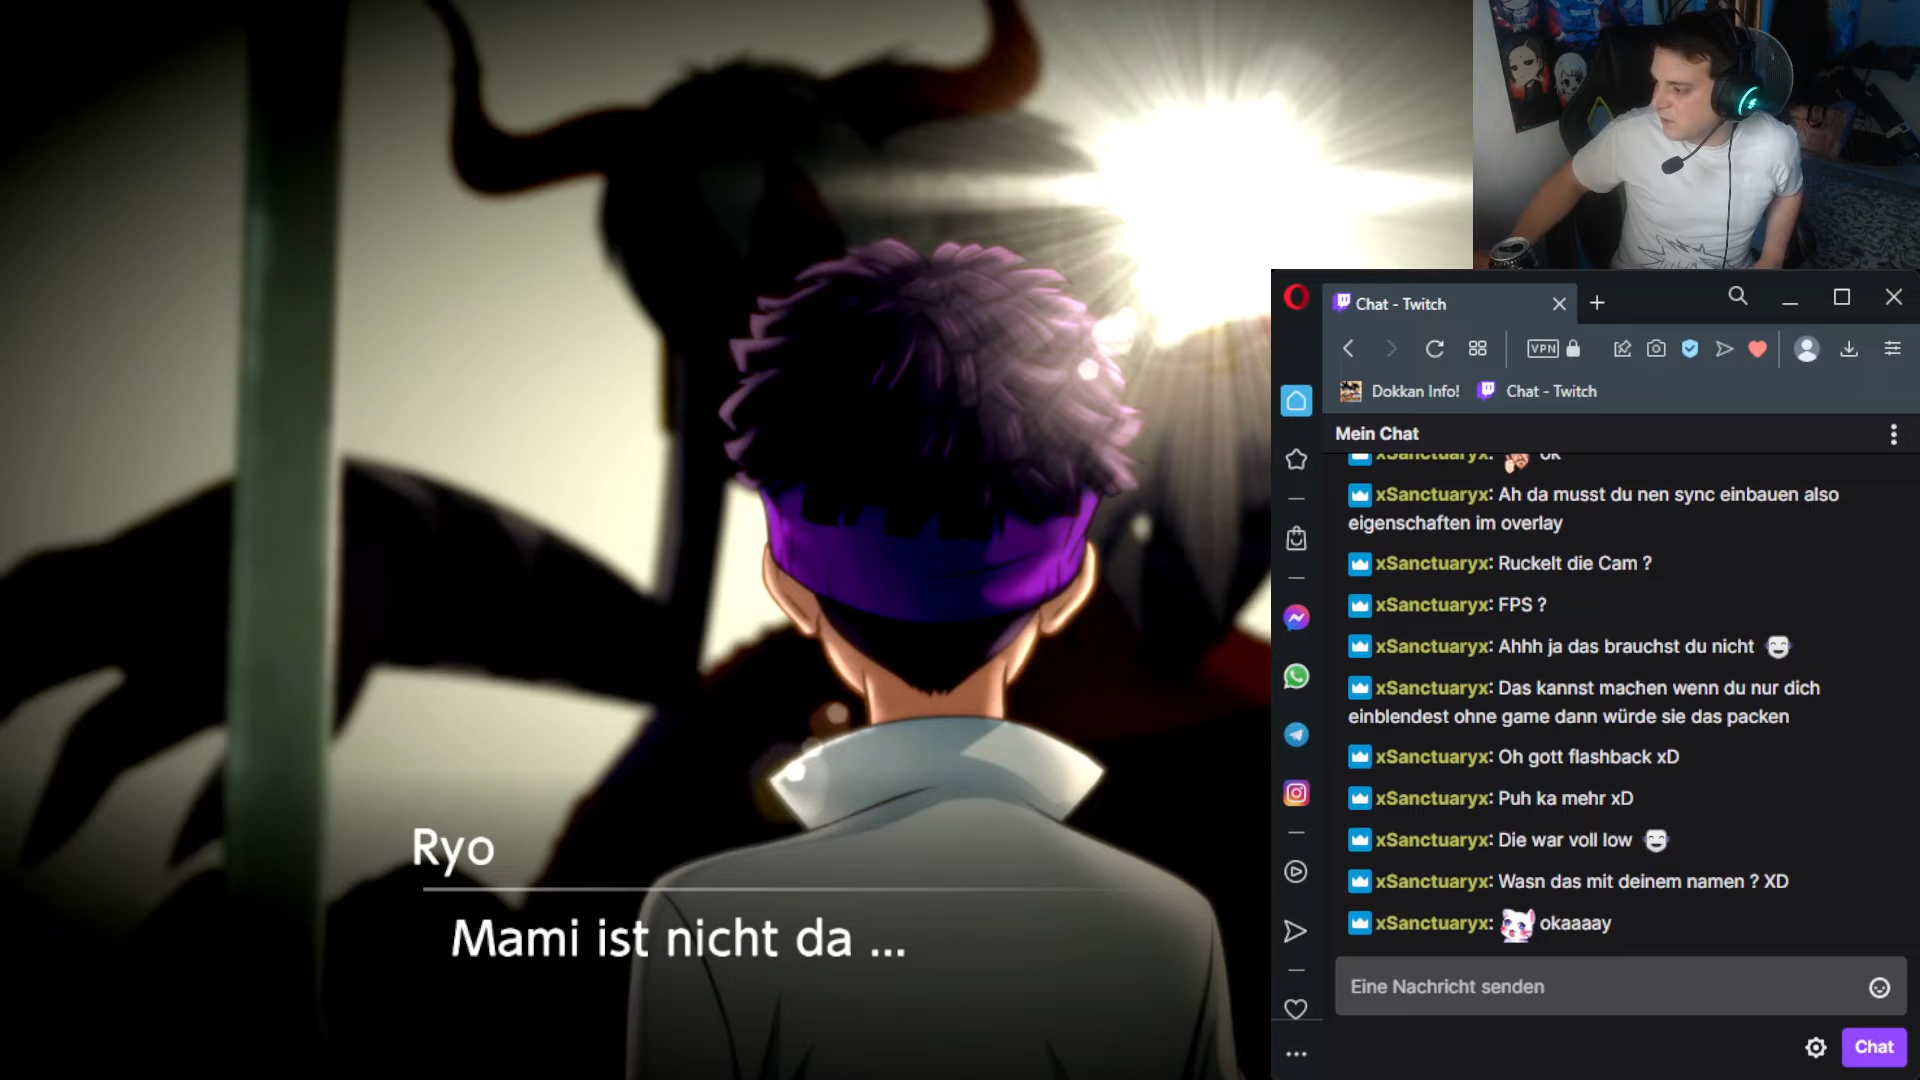 Chat - Twitch
VPN
Dokkan Info!
Chat - Twitch
Mein Chat
xSanctuaryx: ok
xSanctuaryx: Ah da musst du nen sync einbauen also
eigenschaften im overlay
xSanctuaryx: Ruckelt die Cam ?
xSanctuaryx: FPS ?
xSanctuaryx: Ahhh ja das brauchst du nicht
xSanctuaryx: Das kannst machen wenn du nur dich
einblendest ohne game dann würde sie das packen
xSanctuaryx: Oh gott flashback xD
xSanctuaryx: Puh ka mehr xD
xSanctuaryx: Die war voll low
xSanctuaryx: Wasn das mit deinem namen ? XD
xSanctuaryx: okaaaay
Eine Nachricht senden
Chat
Ryo
Mami ist nicht da ...